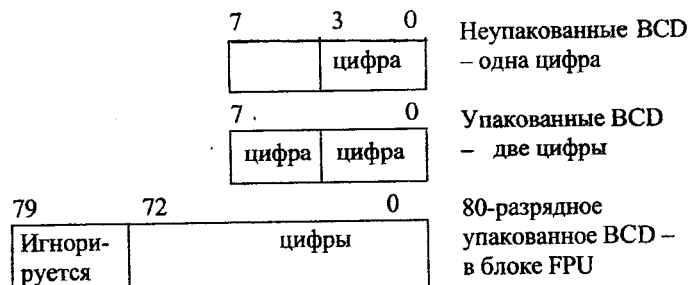 7 3 0
Неупакованные BCD
цифра
– одна цифра
7 . 0
Упакованные BCD
цифра цифра
– две цифры
79 72 0
80-разрядное
Игнори-
цифры
упакованное BCD –
руется
в блоке FPU